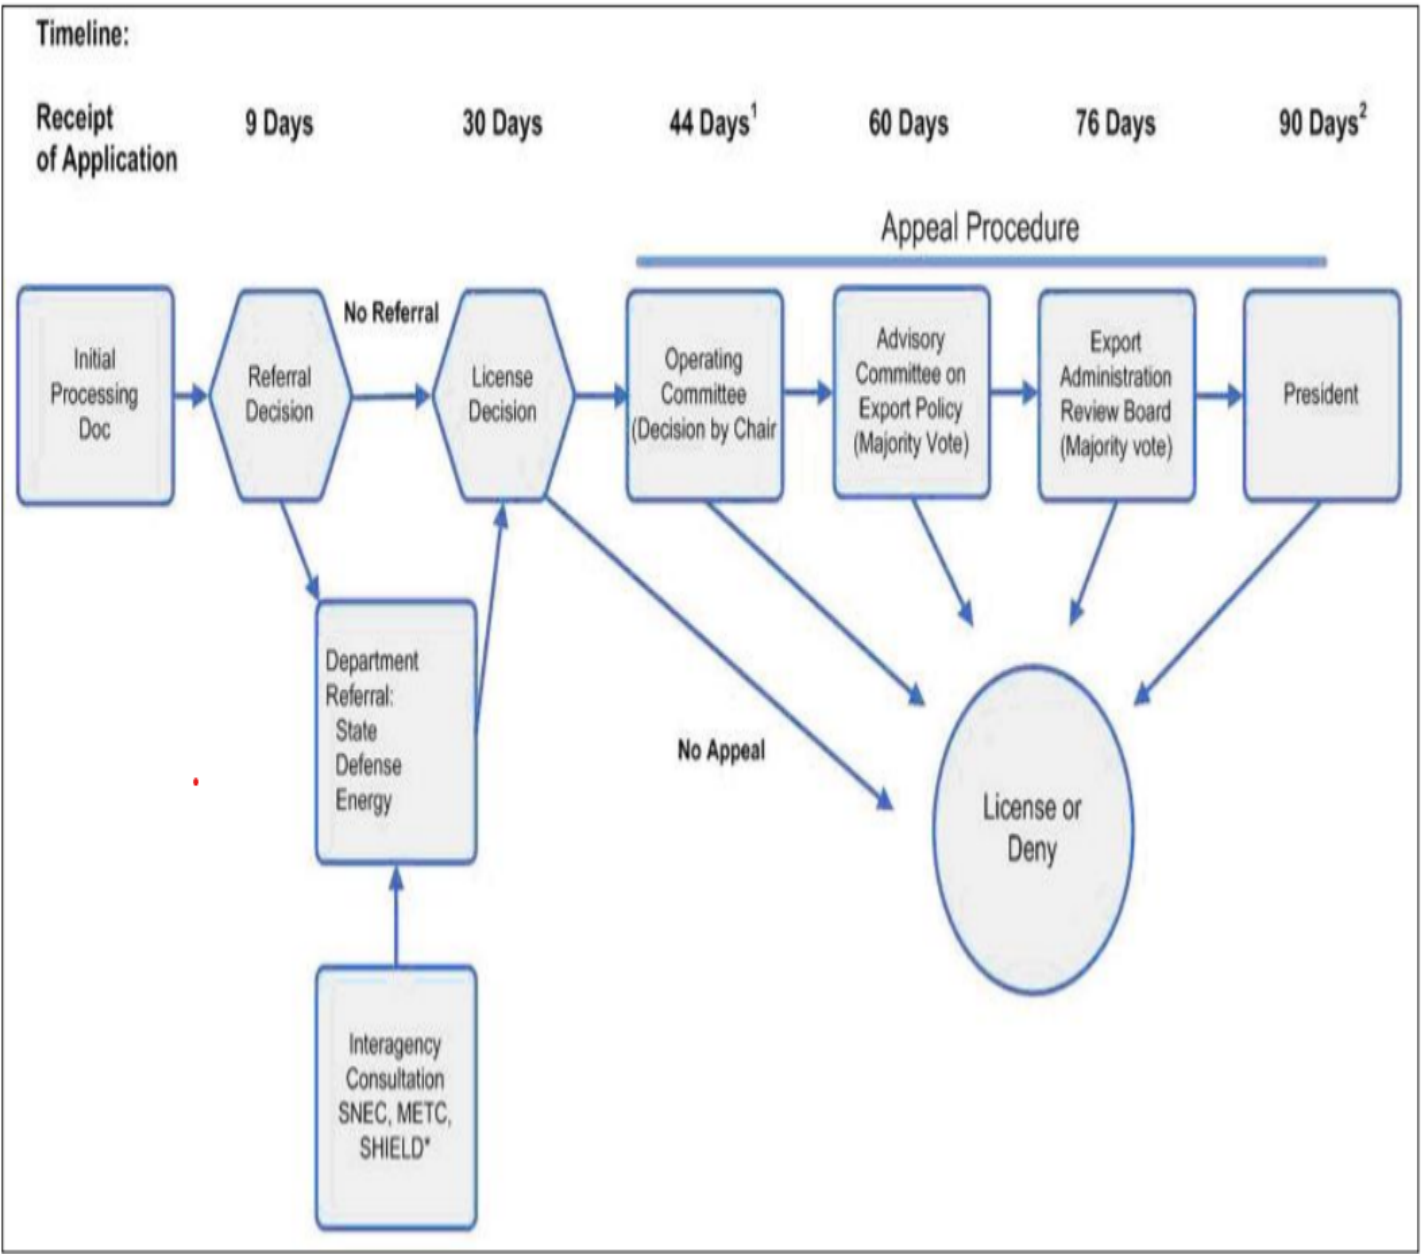 Timeline:
Receipt
of Application
9 Days
30 Days
44 Days1
60 Days
76 Days
90 Days2
Appeal Procedure
Initial
Processing
Doc
Referral
Decision
No Referral
License
Decision
Operating
Committee
(Decision by Chair
Advisory
Committee on
Export Policy
(Majority Vote)
Export
Administration
Review Board
(Majority vote)
President
Department
Referral:
State
Defense
Energy
No Appeal
License or
Deny
Interagency
Consultation
SNEC, METC,
SHIELD*